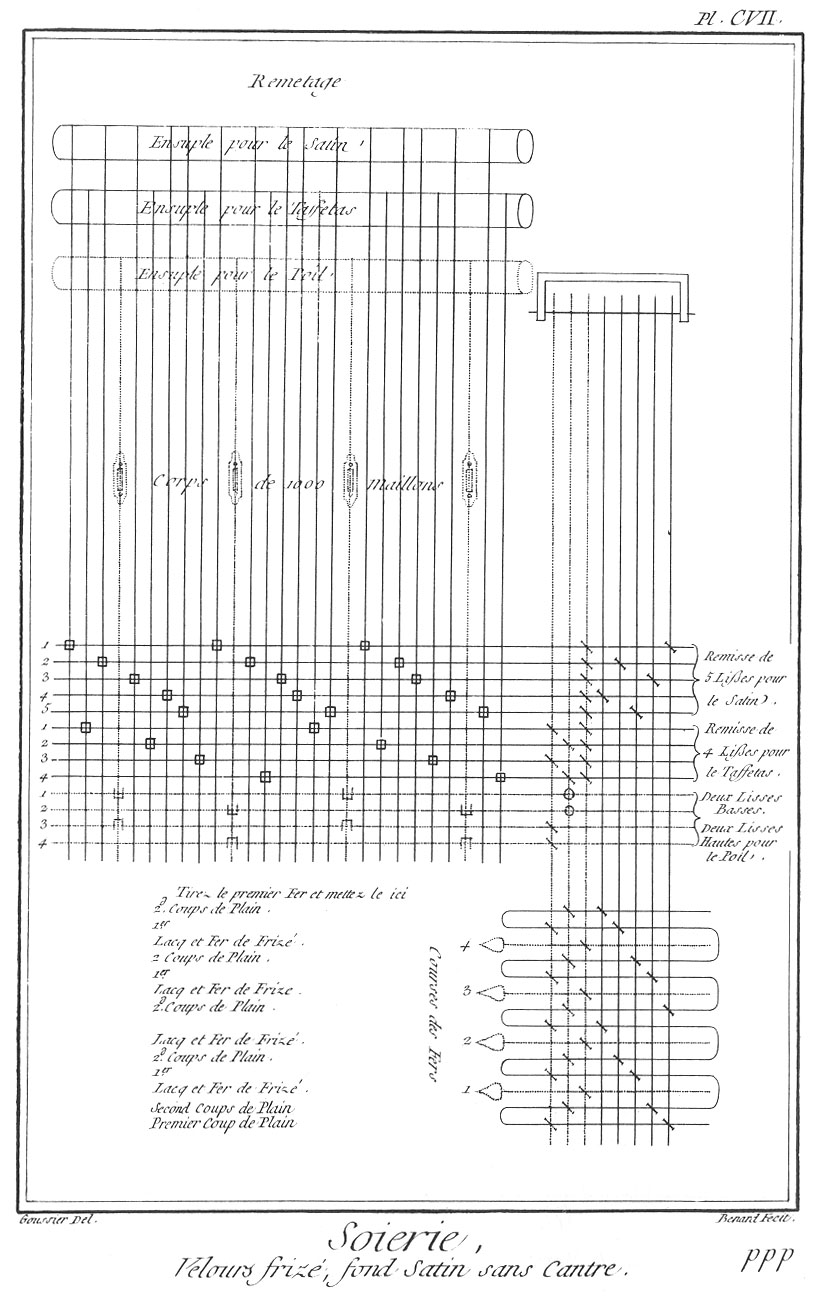 Pl. CVII.
Remetage
Ensuple pour le Satin
Ensuple pour le Taffetas
Ensuple pour le Poil
Corps de 1000 maillons
1
2
3
4
5
1
2
3
4
1
2
3
4
Remisse de
5 Lißes pour
le Satin.
Remisse de
4 Lißes pour
le Taffetas.
Deux Lisses
Basses.
Deux Lisses
Hautes pour
le Poil.
Tirez le premier Fer et mettez le ici
2.e Coups de Plain.
1er
Lacq et Fer de Frizé.
2 Coups de Plain.
1er
Lacq et Fer de Frize.
2.e Coups de Plain.
Lacq et Fer de Frizé.
2.e Coups de Plain.
1er
Lacq et Fer de Frizé.
Second Coups de Plain
Premier Coup de Plain
Courses des Fers
4
3
2
1
Goussier Del.
Benard Fecit.
Soierie,
Velours frizé, fond Satin sans Cantre.
ppp